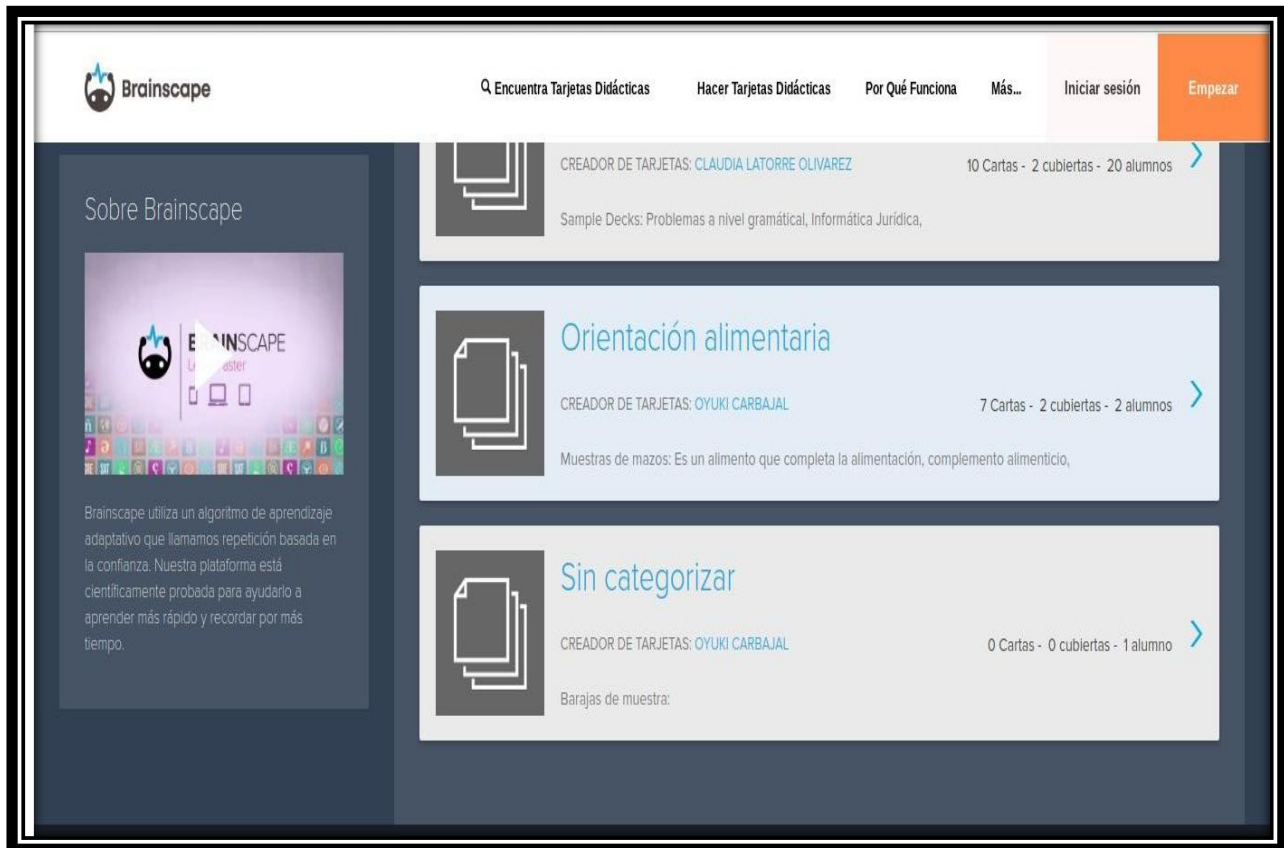 Brainscape
Encuentra Tarjetas Didácticas
Hacer Tarjetas Didácticas
Por Qué Funciona
Más...
Iniciar sesión
Empezar
Sobre Brainscape
BRAINSCAPE
Brainscape utiliza un algoritmo de aprendizaje
adaptativo que llamamos repetición basada en
la confianza. Nuestra plataforma está
científicamente probada para ayudarlo a
aprender más rápido y recordar por más
tiempo.
CREADOR DE TARJETAS: CLAUDIA LATORRE OLIVAREZ
10 Cartas - 2 cubiertas - 20 alumnos
Sample Decks: Problemas a nivel gramátical, Informática Jurídica,
Orientación alimentaria
CREADOR DE TARJETAS: OYUKI CARBAJAL
7 Cartas - 2 cubiertas - 2 alumnos
Muestras de mazos: Es un alimento que completa la alimentación, complemento alimenticio,
Sin categorizar
CREADOR DE TARJETAS: OYUKI CARBAJAL
0 Cartas - 0 cubiertas - 1 alumno
Barajas de muestra: